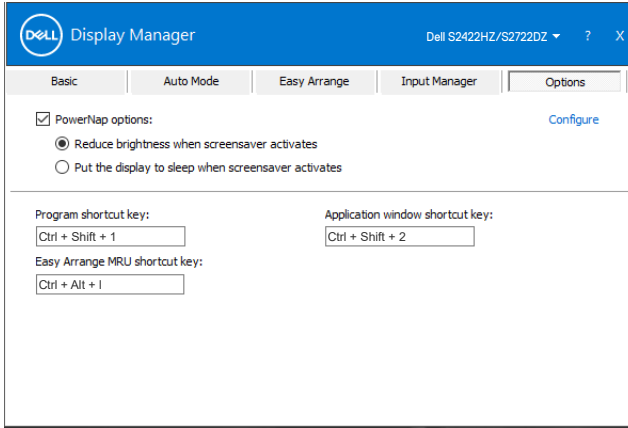 DELL Display Manager Dell S2422HZ/S2722DZ ? X
Basic Auto Mode Easy Arrange Input Manager Options
PowerNap options: Configure
Reduce brightness when screensaver activates
Put the display to sleep when screensaver activates
Program shortcut key: Application window shortcut key:
Ctrl + Shift + 1 Ctrl + Shift + 2
Easy Arrange MRU shortcut key:
Ctrl + Alt + l